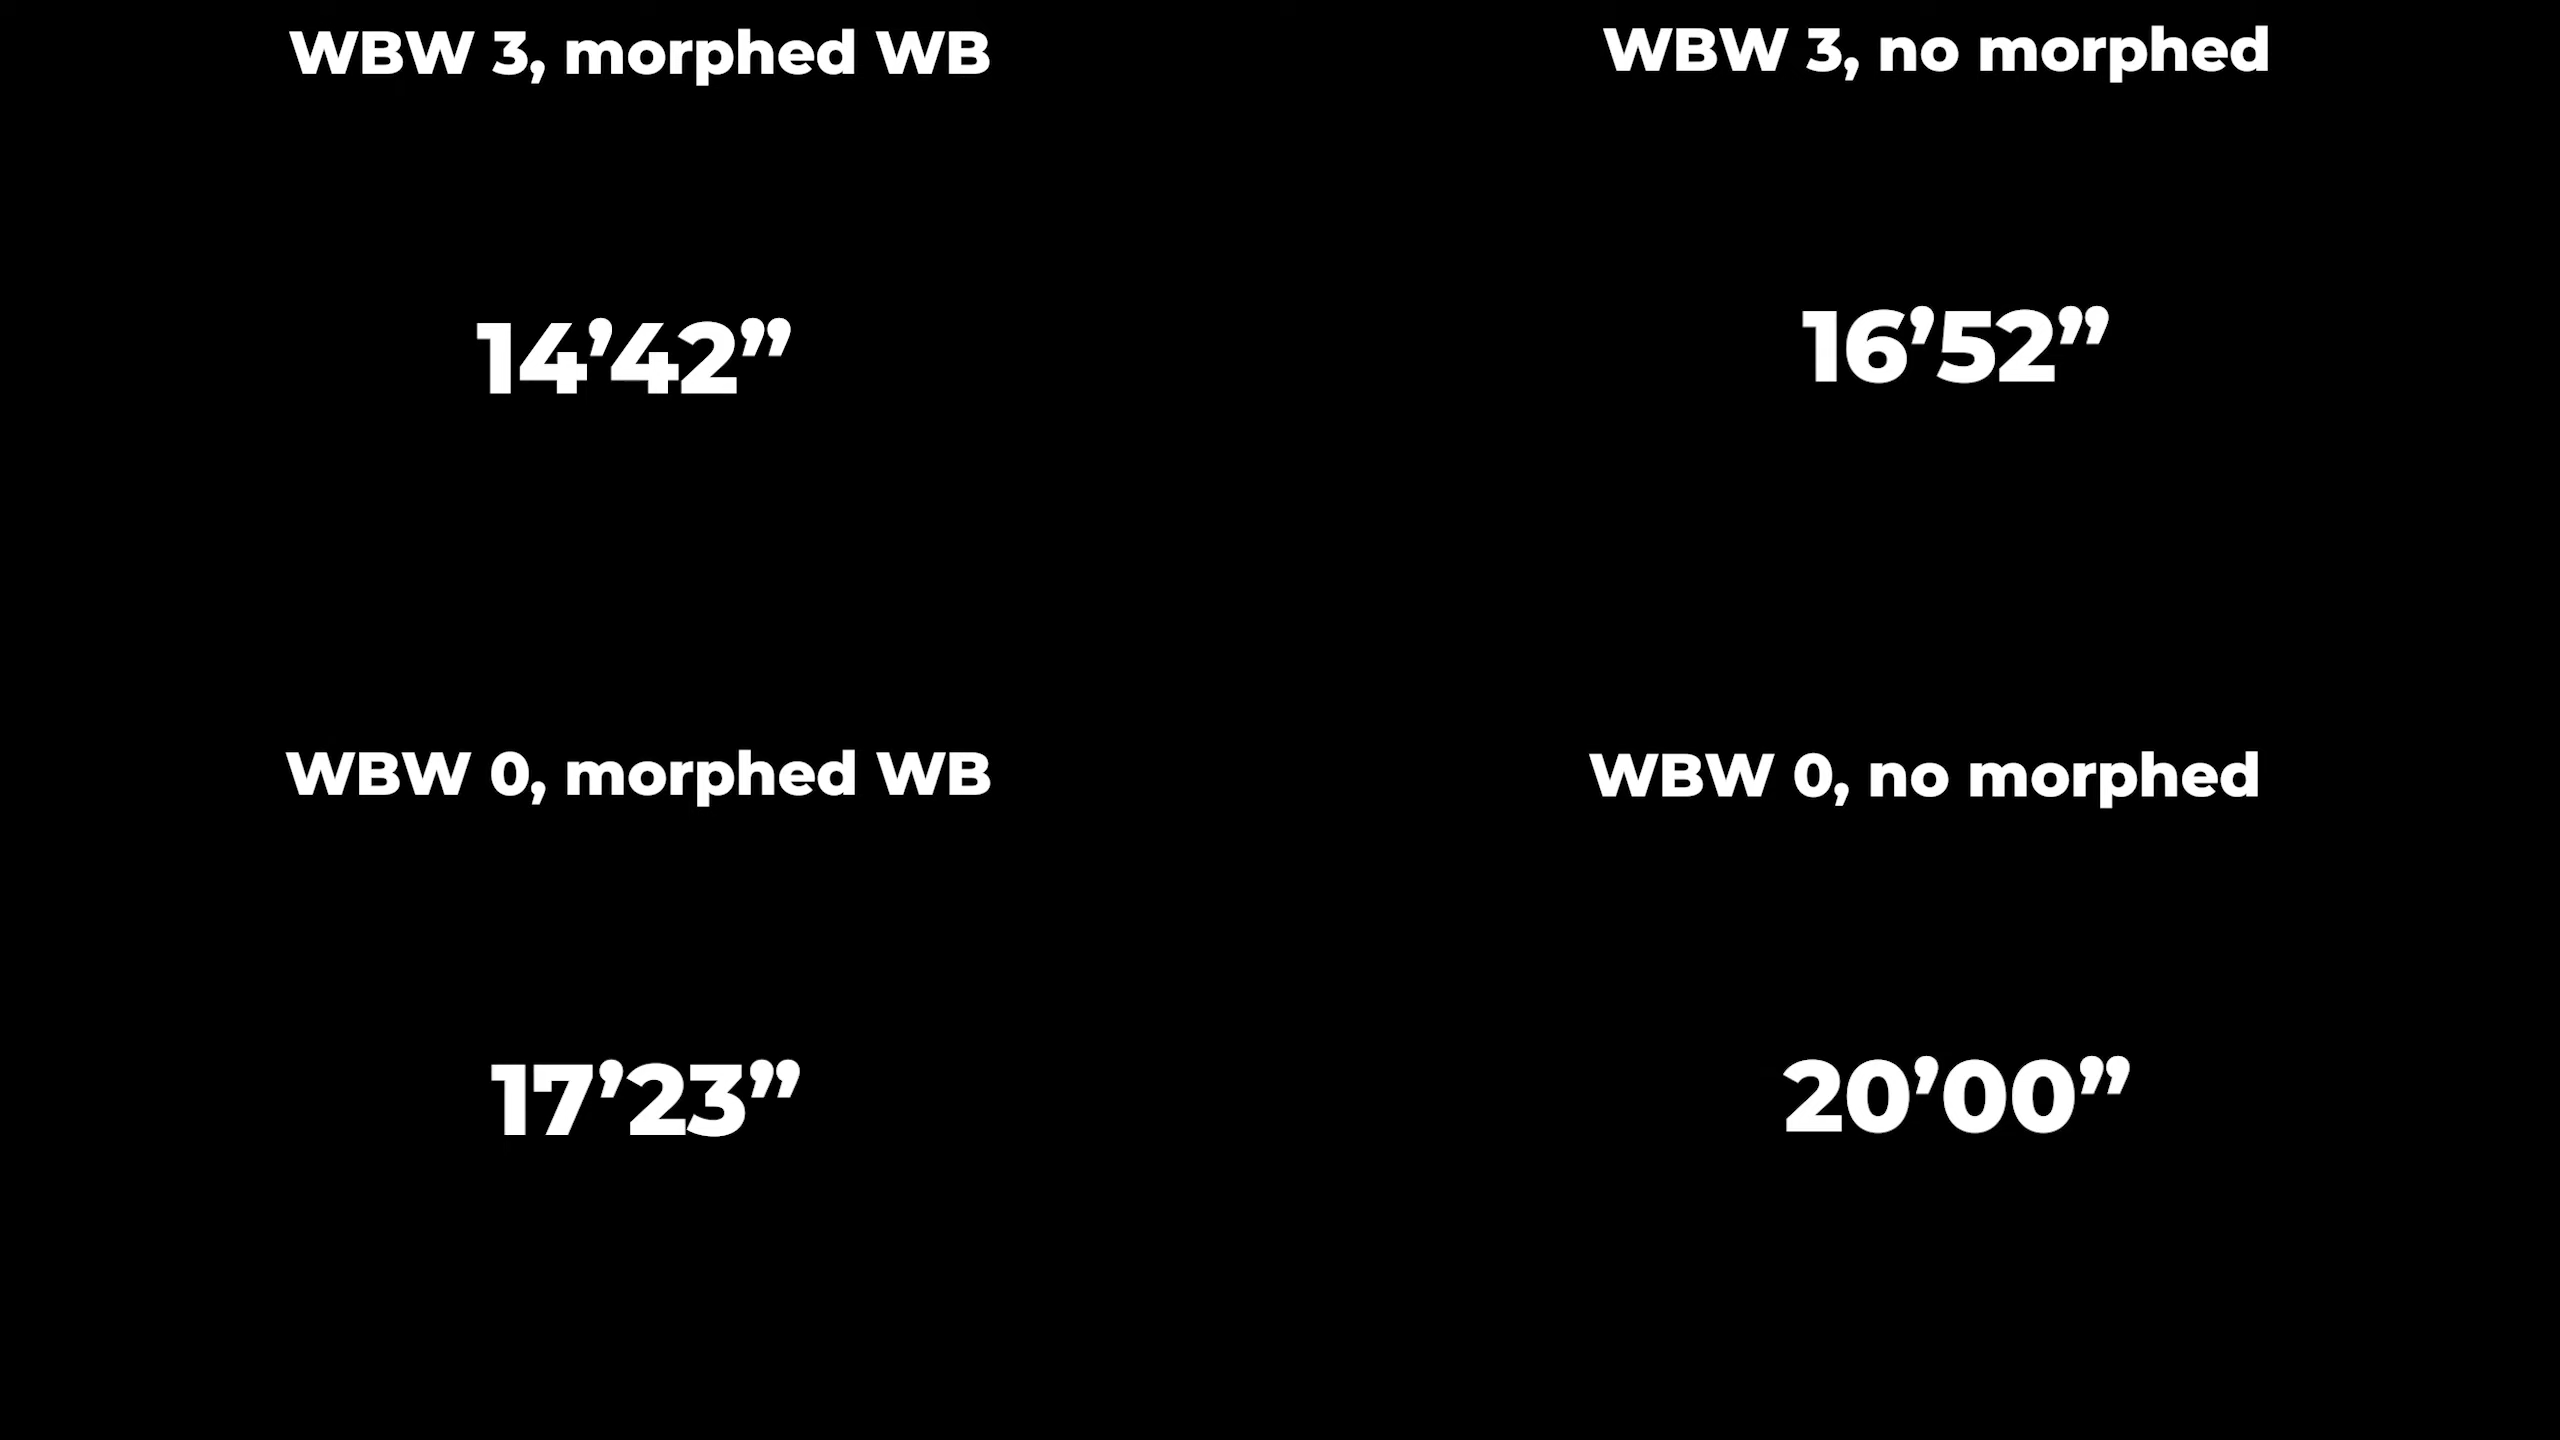 WBW 3, morphed WB
14’42”
WBW 3, no morphed
16’52”
WBW 0, morphed WB
17’23”
WBW 0, no morphed
20’00”